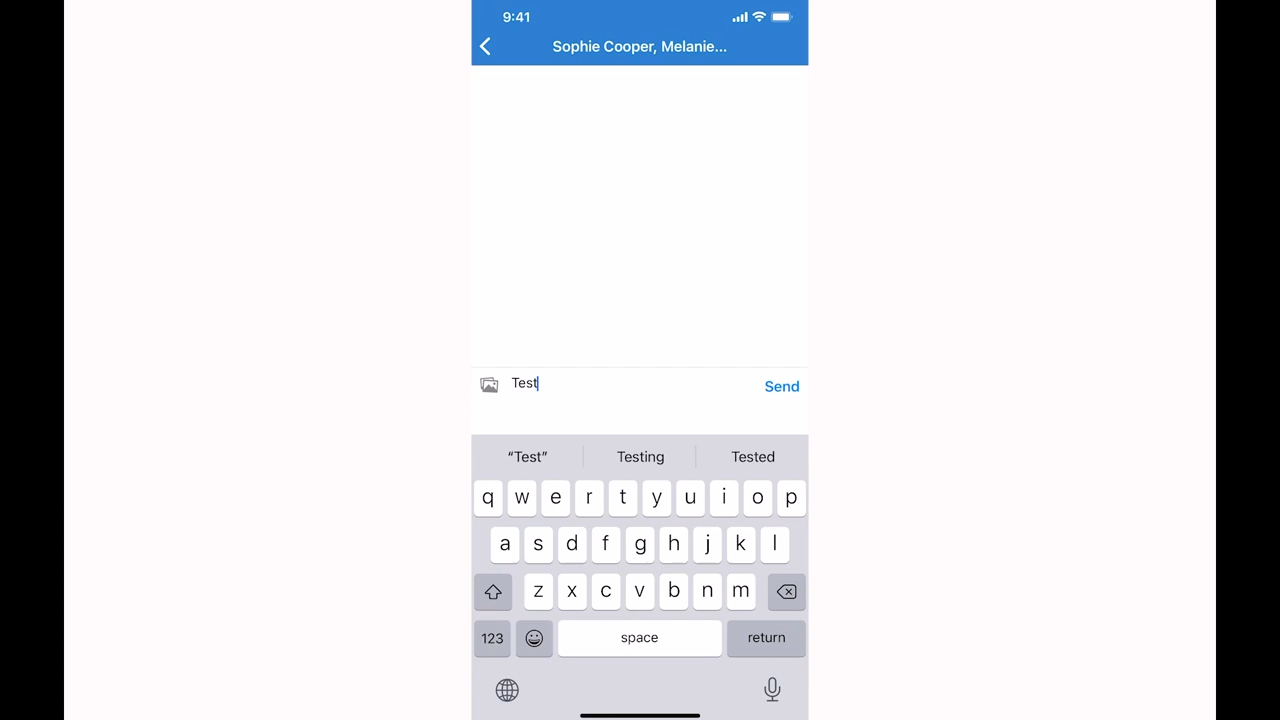 9:41
Sophie Cooper, Melanie...
Test
Send
“Test” Testing Tested
q w e r t y u i o p
a s d f g h j k l
z x c v b n m
123 space return